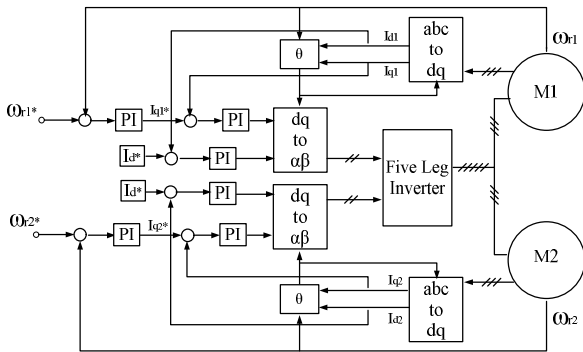 Id1
abc
to
dq
ωr1
θ
Iq1
M1
ωr1*
PI
Iq1*
PI
dq
to
αβ
Id*
PI
Five Leg
Inverter
Id*
PI
dq
to
αβ
ωr2*
PI
Iq2*
PI
M2
Iq2
abc
to
dq
θ
Id2
ωr2